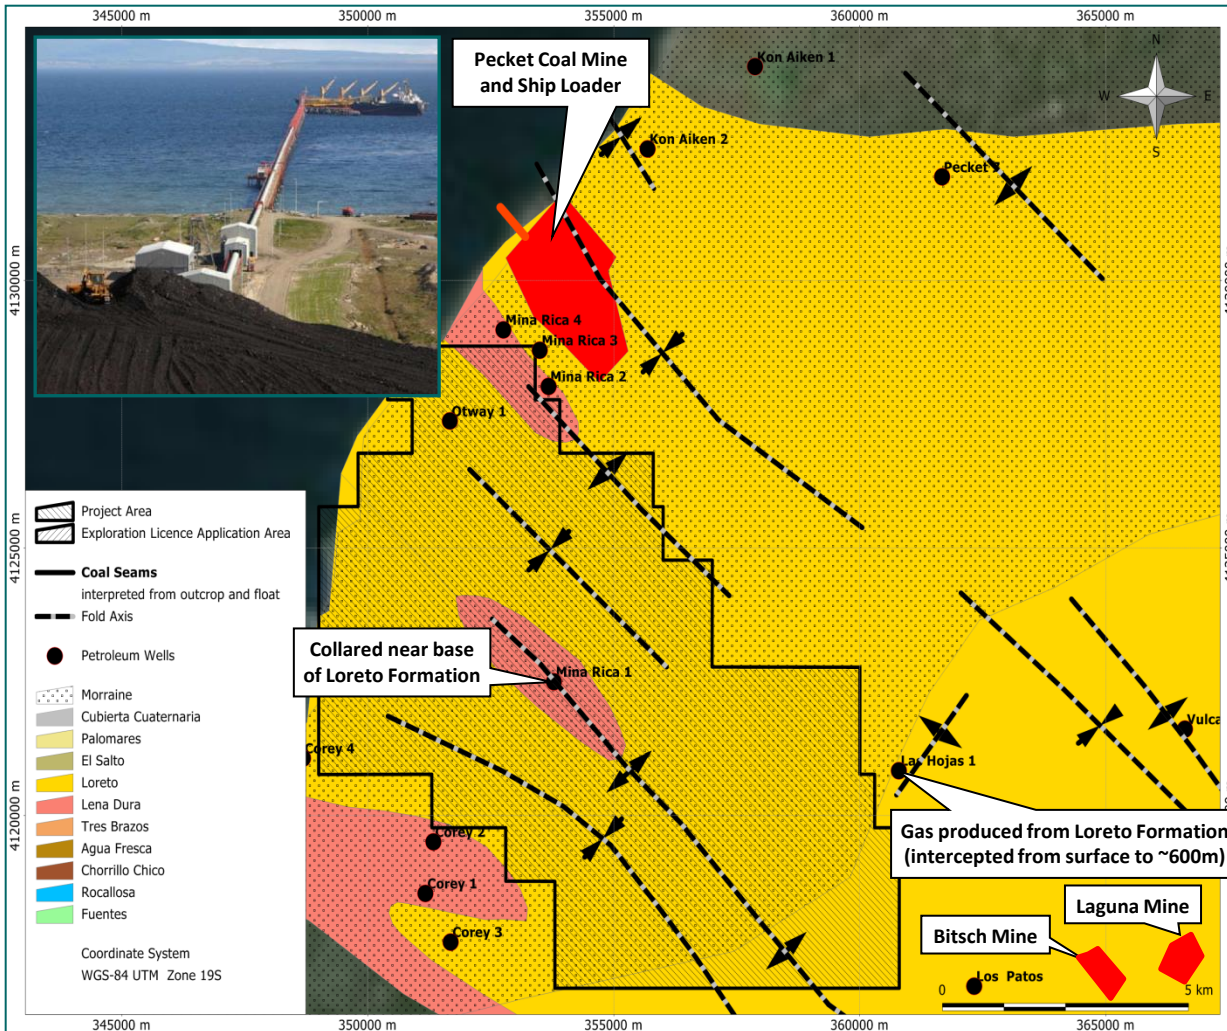 345000 m
350000 m
355000 m
360000 m
365000 m
Pecket Coal Mine
and Ship Loader
Kon Aiken 1
N
W
E
S
Kon Aiken 2
Pecket
4130000 m
Mina Rica 4
Mina Rica 3
Mina Rica 2
Otway 1
Project Area
Exploration Licence Application Area
Coal Seams
interpreted from outcrop and float
Fold Axis
Petroleum Wells
4125000 m
Morraine
Cubierta Cuaternaria
Palomares
El Salto
Loreto
Lena Dura
Tres Brazos
Agua Fresca
Chorrillo Chico
Rocallosa
Fuentes
4120000 m
Coordinate System
WGS-84 UTM Zone 19S
Collared near base
of Loreto Formation
Mina Rica 1
Corey 4
Vulca
Las Hojas 1
Corey 2
Gas produced from Loreto Formation
(intercepted from surface to ~600m)
Corey 1
Laguna Mine
Corey 3
Bitsch Mine
Los Patos
0
5 km
345000 m
350000 m
355000 m
360000 m
365000 m